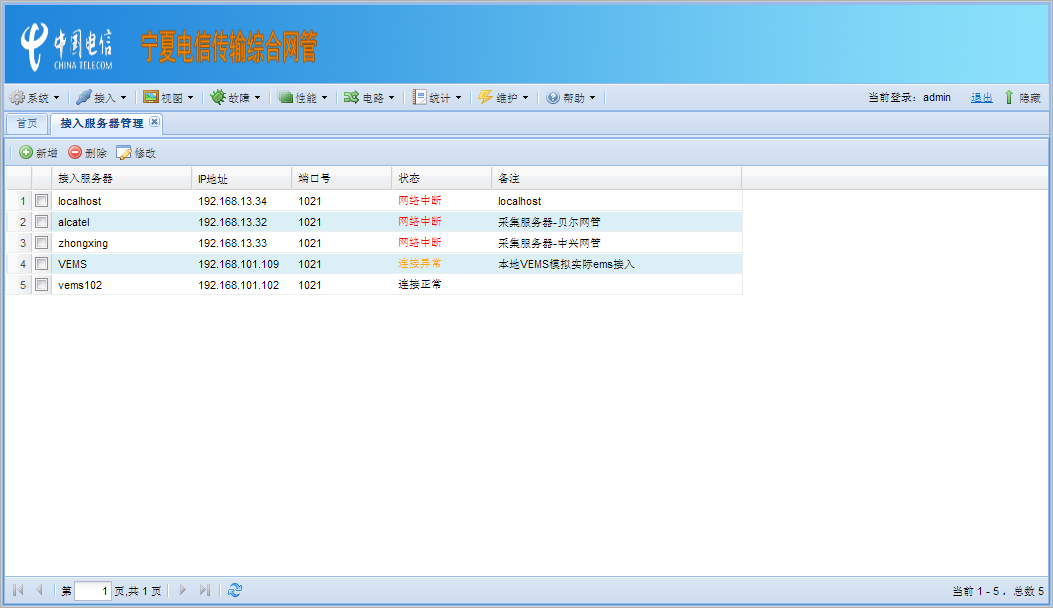 中国电信
CHINA TELECOM
宁夏电信传输综合网管
系统 接入 视图 故障 性能 电路 统计 维护 帮助 当前登录: admin 退出 隐藏
首页 接入服务器管理
新增 删除 修改
接入服务器 IP地址 端口号 状态 备注
1 localhost 192.168.13.34 1021 网络中断 localhost
2 alcatel 192.168.13.32 1021 网络中断 采集服务器-贝尔网管
3 zhongxing 192.168.13.33 1021 网络中断 采集服务器-中兴网管
4 VEMS 192.168.101.109 1021 连接异常 本地VEMS模拟实际ems接入
5 vems102 192.168.101.102 1021 连接正常
第 1 页,共 1 页 当前 1 - 5 ，总数 5